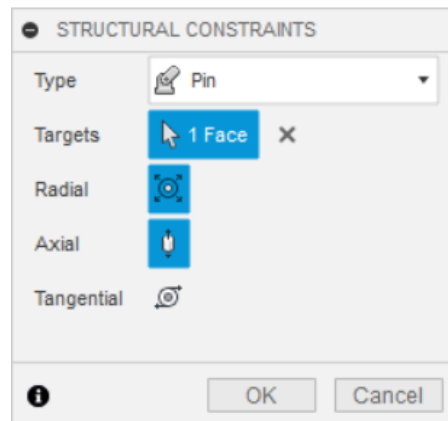 STRUCTURAL CONSTRAINTS
Type Pin
Targets 1 Face
Radial
Axial
Tangential
OK Cancel